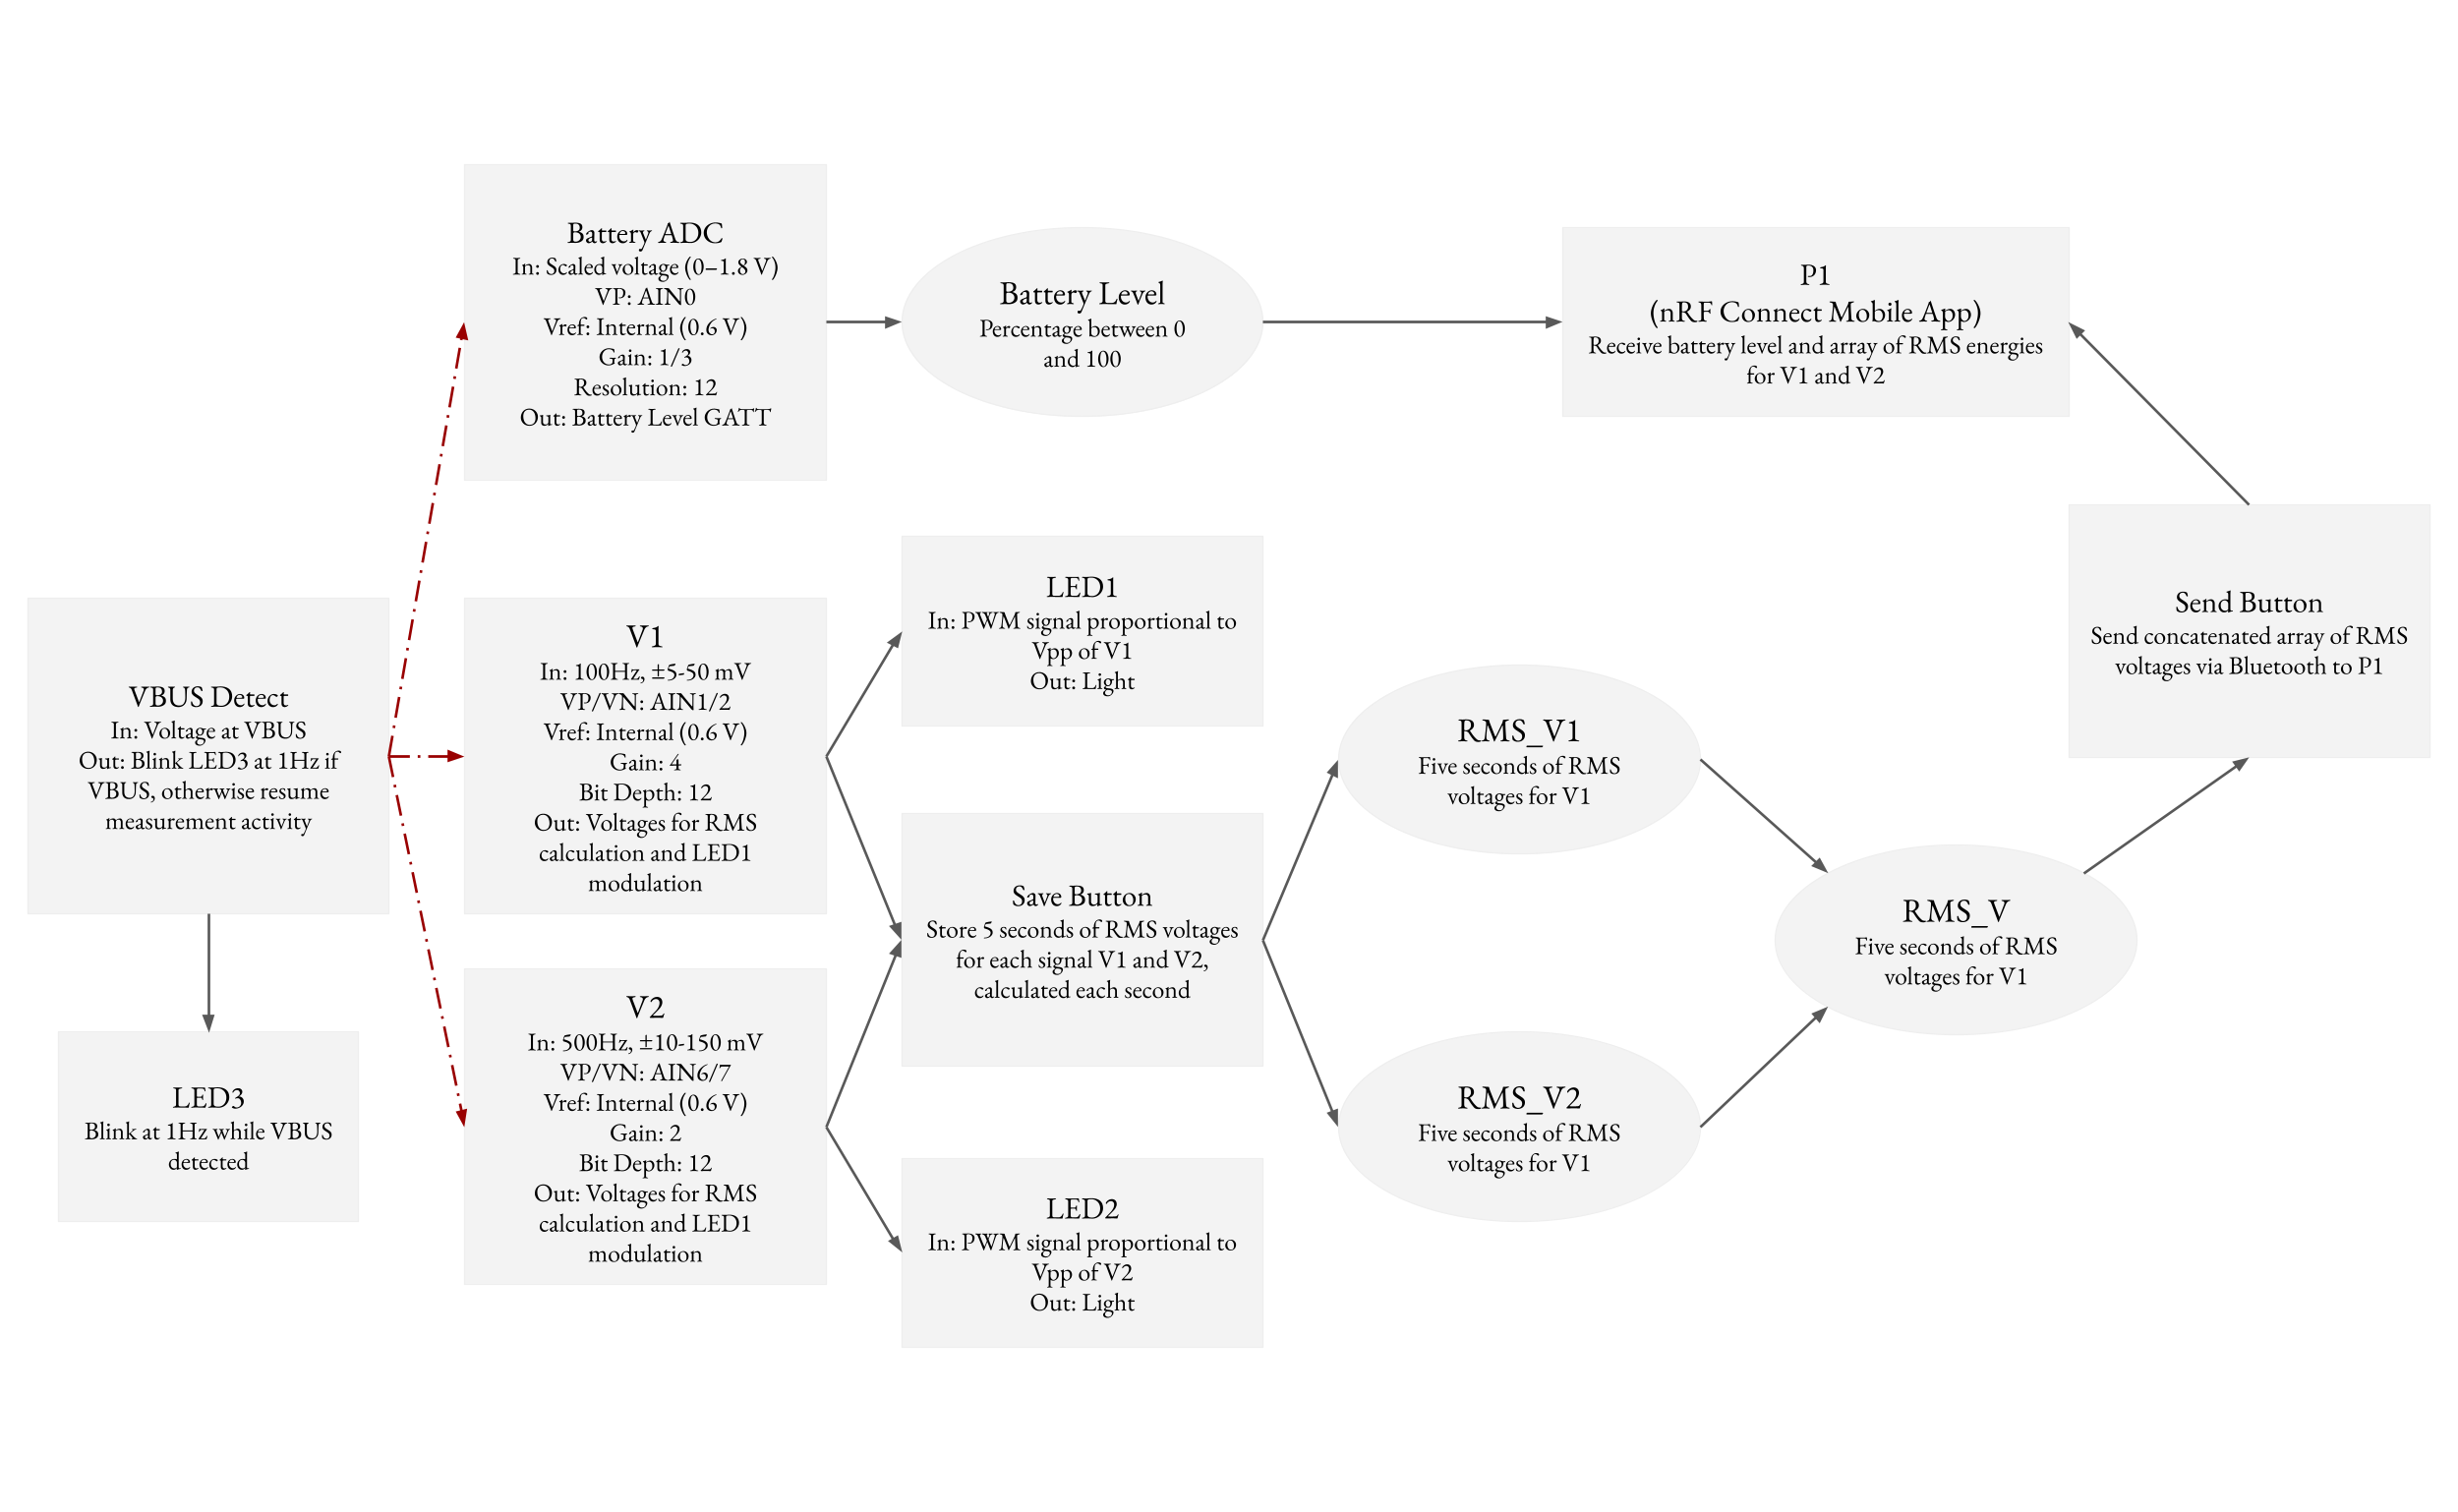 Battery ADC
In: Scaled voltage (0–1.8 V)
VP: AIN0
Vref: Internal (0.6 V)
Gain: 1/3
Resolution: 12
Out: Battery Level GATT
Battery Level
Percentage between 0
and 100
P1
(nRF Connect Mobile App)
Receive battery level and array of RMS energies
for V1 and V2
VBUS Detect
In: Voltage at VBUS
Out: Blink LED3 at 1Hz if
VBUS, otherwise resume
measurement activity
V1
In: 100Hz, ±5-50 mV
VP/VN: AIN1/2
Vref: Internal (0.6 V)
Gain: 4
Bit Depth: 12
Out: Voltages for RMS
calculation and LED1
modulation
LED1
In: PWM signal proportional to
Vpp of V1
Out: Light
Send Button
Send concatenated array of RMS
voltages via Bluetooth to P1
RMS_V1
Five seconds of RMS
voltages for V1
Save Button
Store 5 seconds of RMS voltages
for each signal V1 and V2,
calculated each second
RMS_V
Five seconds of RMS
voltages for V1
LED3
Blink at 1Hz while VBUS
detected
V2
In: 500Hz, ±10-150 mV
VP/VN: AIN6/7
Vref: Internal (0.6 V)
Gain: 2
Bit Depth: 12
Out: Voltages for RMS
calculation and LED1
modulation
RMS_V2
Five seconds of RMS
voltages for V1
LED2
In: PWM signal proportional to
Vpp of V2
Out: Light